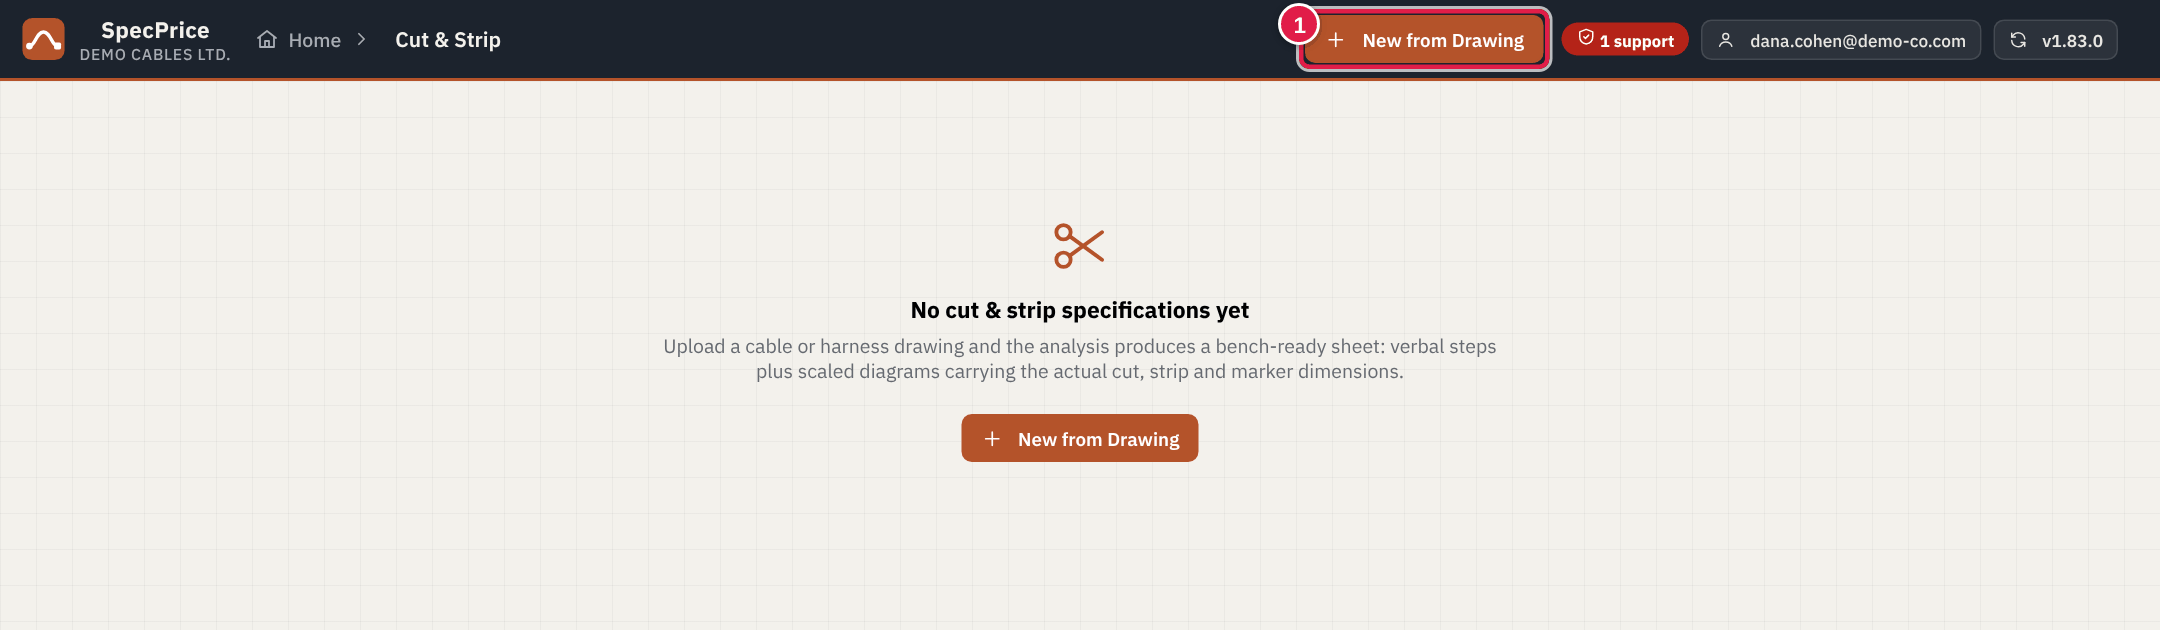 SpecPrice
DEMO CABLES LTD.
Home
Cut & Strip
1
New from Drawing
1 support
dana.cohen@demo-co.com
v1.83.0
No cut & strip specifications yet
Upload a cable or harness drawing and the analysis produces a bench-ready sheet: verbal steps
plus scaled diagrams carrying the actual cut, strip and marker dimensions.
New from Drawing